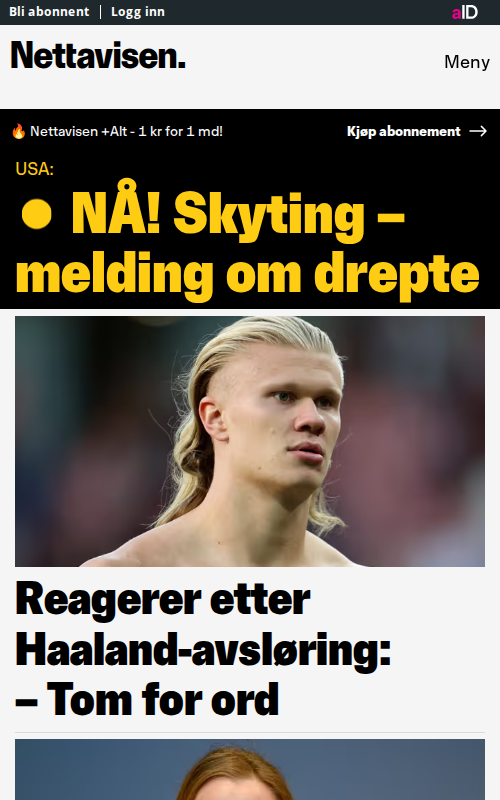 Bli abonnent
Logg inn
aID
Nettavisen.
Meny
🔥 Nettavisen +Alt - 1 kr for 1 md!
Kjøp abonnement →
USA:
● NÅ! Skyting –
melding om drepte
Reagerer etter
Haaland-avsløring:
– Tom for ord